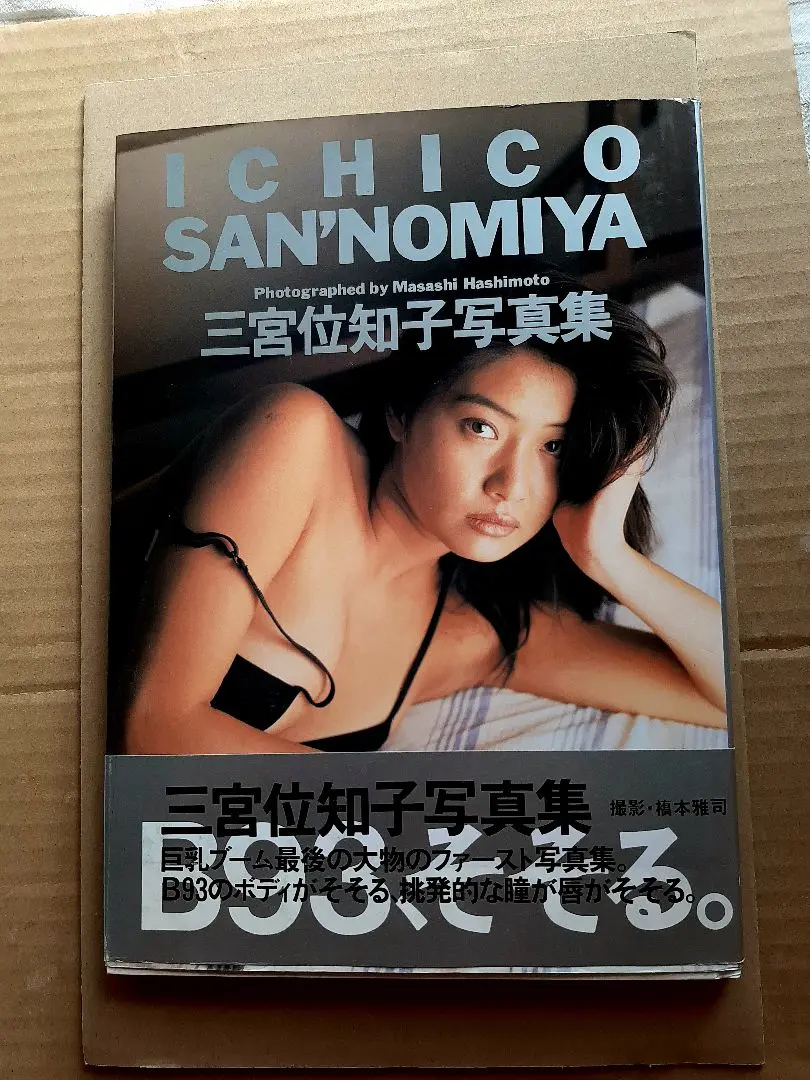 ICHICO
SAN'NOMIYA
Photographed by Masashi Hashimoto
三宮位知子写真集
三宮位知子写真集 撮影・橋本雅司
巨乳ブーム最後の大物のファースト写真集。
B93のボディがそそる、挑発的な瞳が唇がそそる。
B93、そそる。